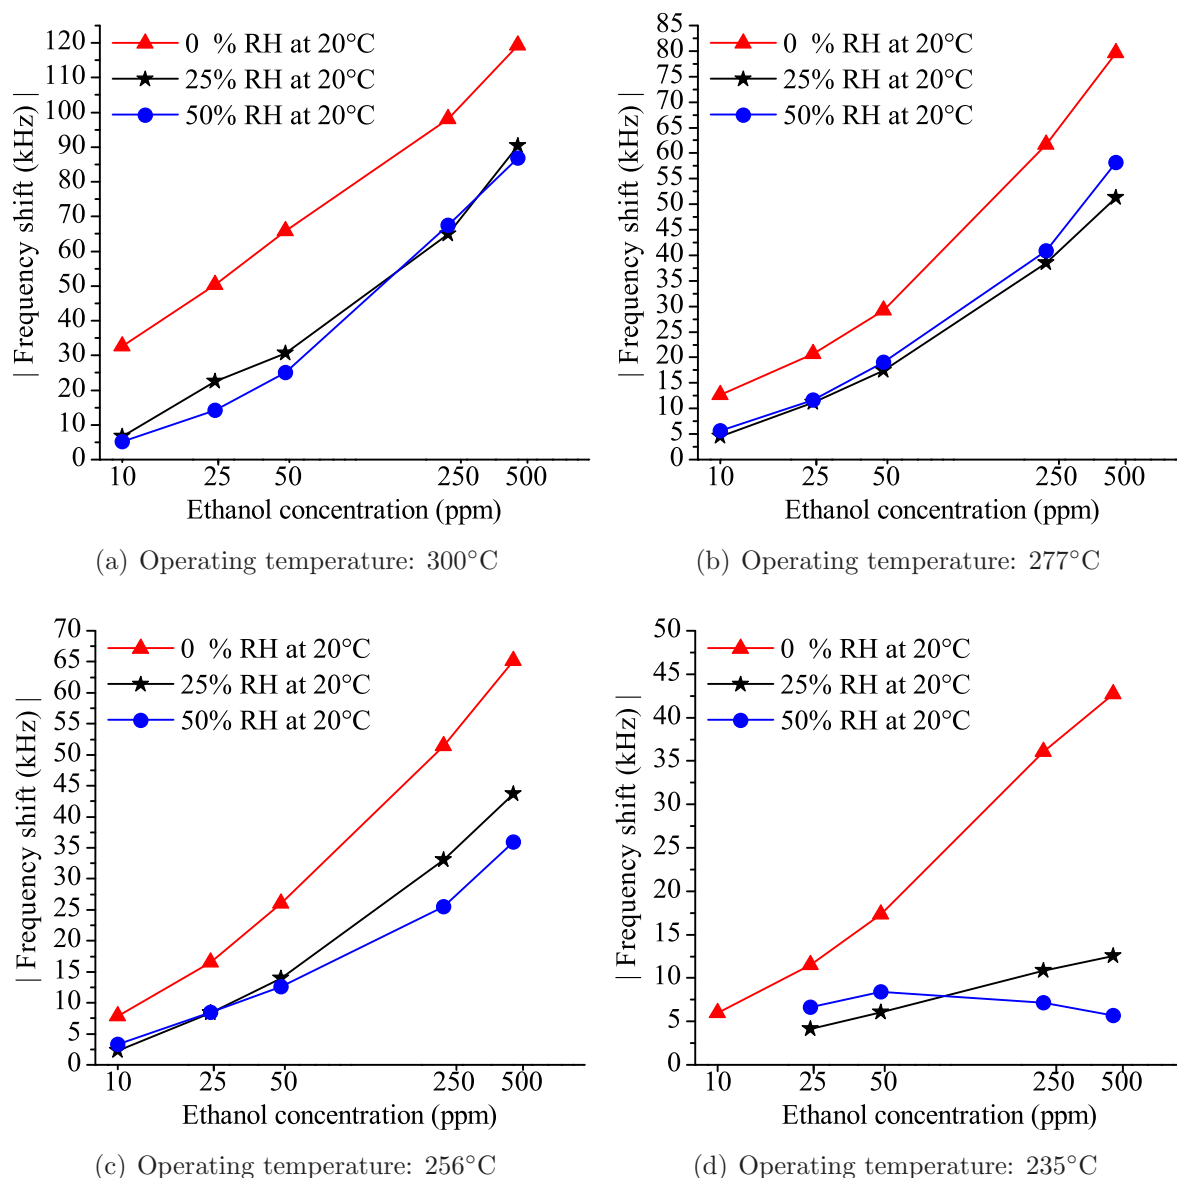 0 % RH at 20°C
25% RH at 20°C
50% RH at 20°C
| Frequency shift (kHz) |
120
110
100
90
80
70
60
50
40
30
20
10
0
10 25 50 250 500
Ethanol concentration (ppm)
(a) Operating temperature: 300°C
0 % RH at 20°C
25% RH at 20°C
50% RH at 20°C
| Frequency shift (kHz) |
85
80
75
70
65
60
55
50
45
40
35
30
25
20
15
10
5
0
10 25 50 250 500
Ethanol concentration (ppm)
(b) Operating temperature: 277°C
0 % RH at 20°C
25% RH at 20°C
50% RH at 20°C
| Frequency shift (kHz) |
70
65
60
55
50
45
40
35
30
25
20
15
10
5
0
10 25 50 250 500
Ethanol concentration (ppm)
(c) Operating temperature: 256°C
0 % RH at 20°C
25% RH at 20°C
50% RH at 20°C
| Frequency shift (kHz) |
50
45
40
35
30
25
20
15
10
5
0
10 25 50 250 500
Ethanol concentration (ppm)
(d) Operating temperature: 235°C